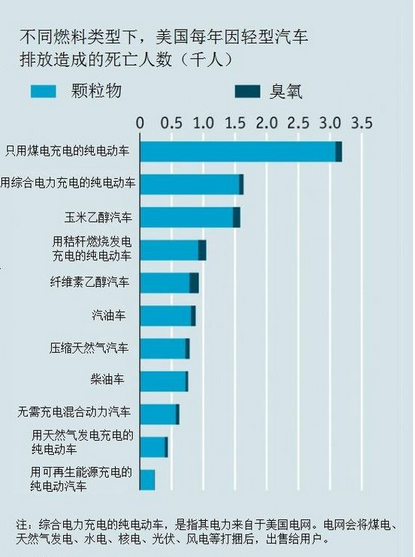 不同燃料类型下，美国每年因轻型汽车
排放造成的死亡人数（千人）
颗粒物 臭氧
0 0.5 1.0 1.5 2.0 2.5 3.0 3.5
只用煤电充电的纯电动车
用综合电力充电的纯电动车
玉米乙醇汽车
用秸秆燃烧发电
充电的纯电动车
纤维素乙醇汽车
汽油车
压缩天然气汽车
柴油车
无需充电混合动力汽车
用天然气发电充电的
纯电动车
用可再生能源充电的
纯电动汽车
注：综合电力充电的纯电动车，是指其电力来自于美国电网。电网会将煤电、
天然气发电、水电、核电、光伏、风电等打捆后，出售给用户。